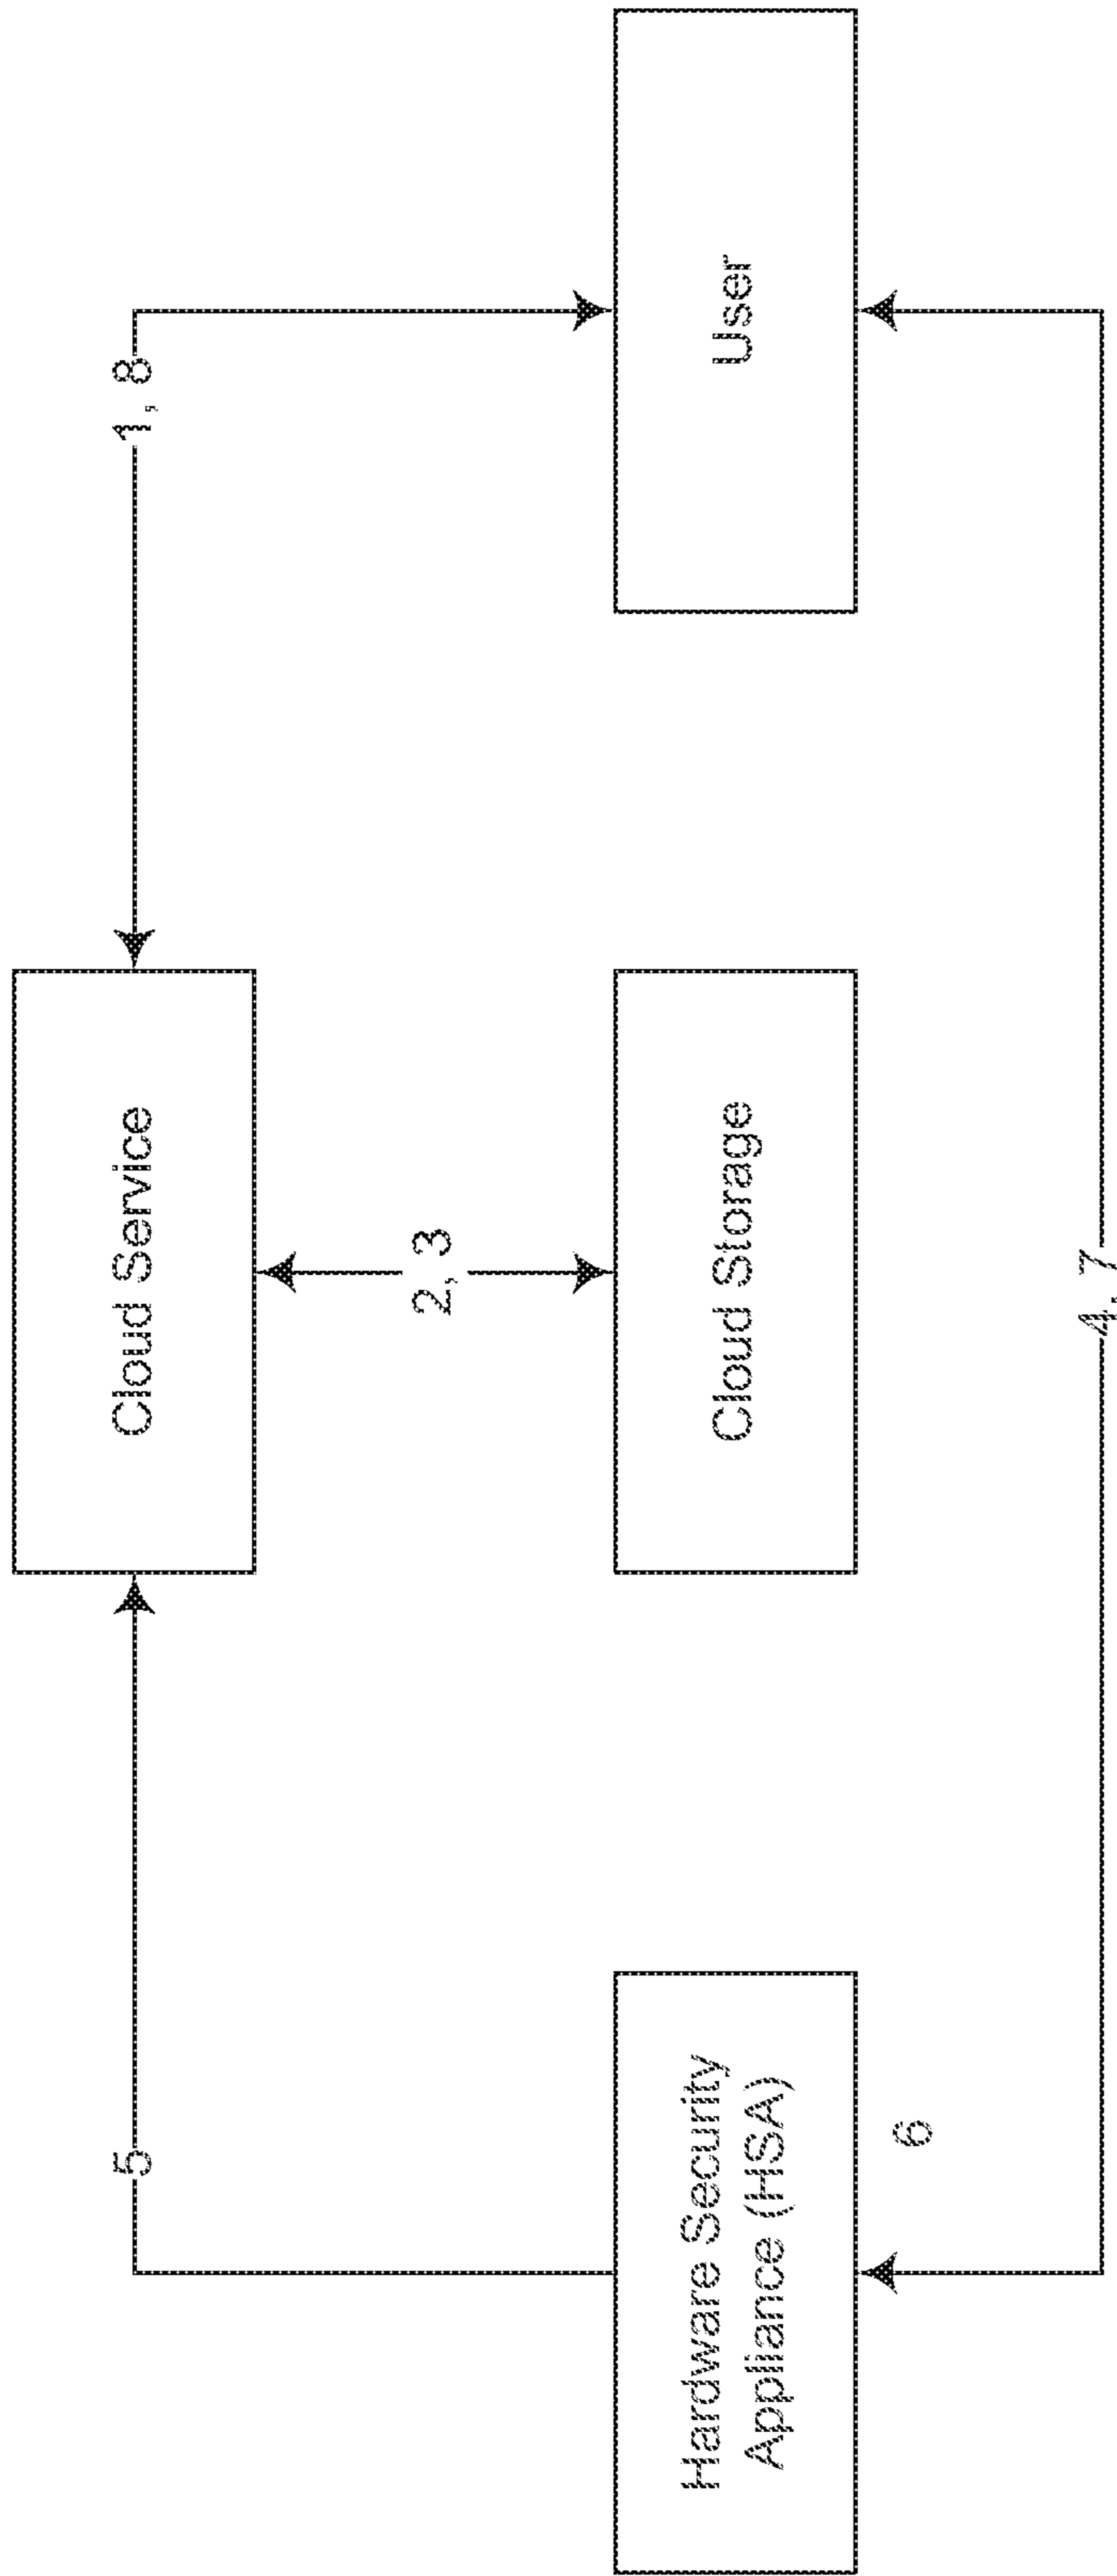 5
Cloud Service
1, 8
2, 3
Hardware Security
Appliance (HSA)
Cloud Storage
User
6
4, 7